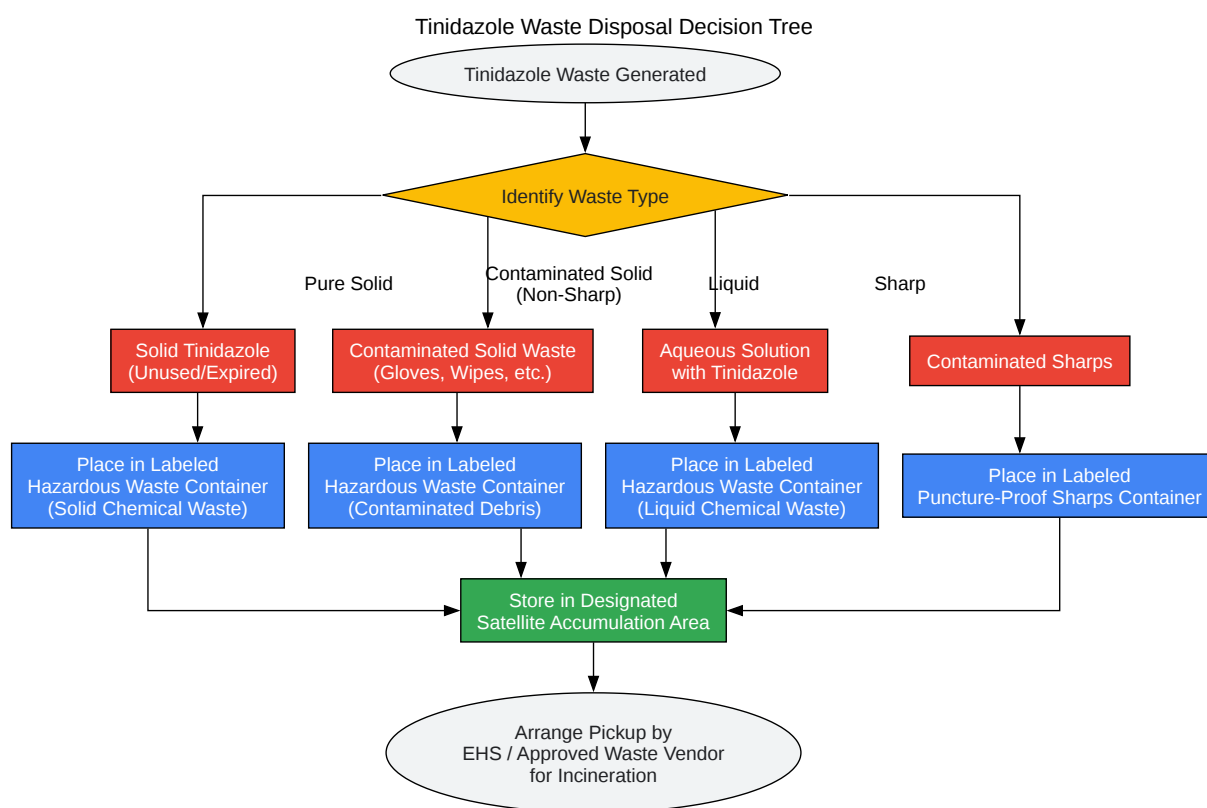 Tinidazole Waste Disposal Decision Tree
Tinidazole Waste Generated
Identify Waste Type
Pure Solid
Contaminated Solid
(Non-Sharp)
Liquid
Sharp
Solid Tinidazole
(Unused/Expired)
Contaminated Solid Waste
(Gloves, Wipes, etc.)
Aqueous Solution
with Tinidazole
Contaminated Sharps
Place in Labeled
Hazardous Waste Container
(Solid Chemical Waste)
Place in Labeled
Hazardous Waste Container
(Contaminated Debris)
Place in Labeled
Hazardous Waste Container
(Liquid Chemical Waste)
Place in Labeled
Puncture-Proof Sharps Container
Store in Designated
Satellite Accumulation Area
Arrange Pickup by
EHS / Approved Waste Vendor
for Incineration